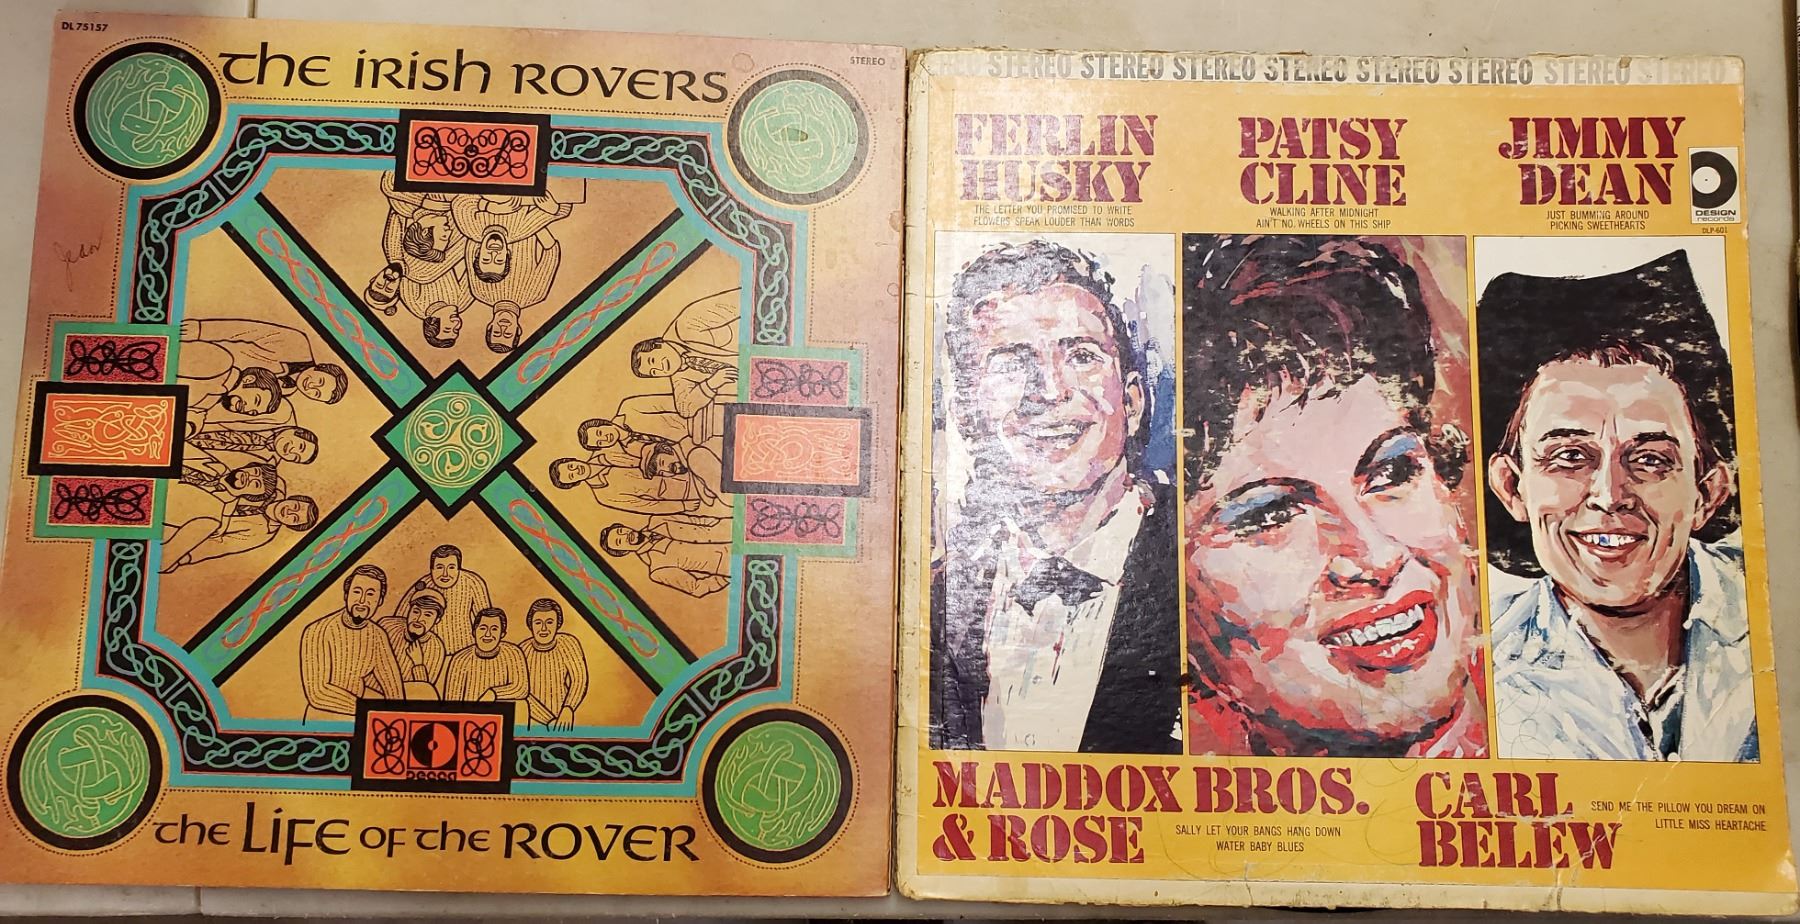 DL 75157
the IRISh ROVERS
STEREO
Jean
DECCA
the LiFE OF the ROVER
STEREO STEREO STEREO STEREO STEREO STEREO STEREO STEREO
FERLIN
HUSKY
THE LETTER YOU PROMISED TO WRITE
FLOWERS SPEAK LOUDER THAN WORDS
PATSY
CLINE
WALKING AFTER MIDNIGHT
AIN'T NO WHEELS ON THIS SHIP
JIMMY
DEAN
JUST BUMMING AROUND
PICKING SWEETHEARTS
DESIGN
records
DLP-601
MADDOX BROS.
& ROSE
SALLY LET YOUR BANGS HANG DOWN
WATER BABY BLUES
CARL
BELEW
SEND ME THE PILLOW YOU DREAM ON
LITTLE MISS HEARTACHE